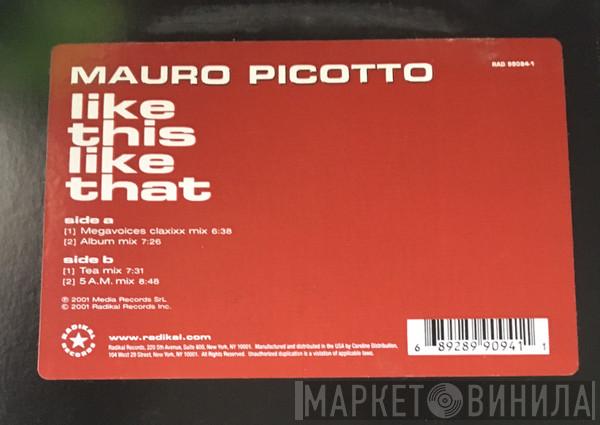 MAURO PICOTTO
RAD 99094-1
like
this
like
that
side a
[1] Megavoices claxixx mix 6:38
[2] Album mix 7:26
side b
[1] Tea mix 7:31
[2] 5 A.M. mix 8:48
℗ 2001 Media Records SrL
© 2001 Radikal Records Inc.
RADIKAL
RECORDS
www.radikal.com
Radikal Records, 220 5th Avenue, Suite 800, New York, NY 10001. Manufactured and distributed in the USA by Caroline Distribution,
104 West 29 Street, New York, NY 10001. All Rights Reserved. Unauthorized duplication is a violation of applicable laws.
6 89289 90941 1
МАРКЕТ ВИНИЛА